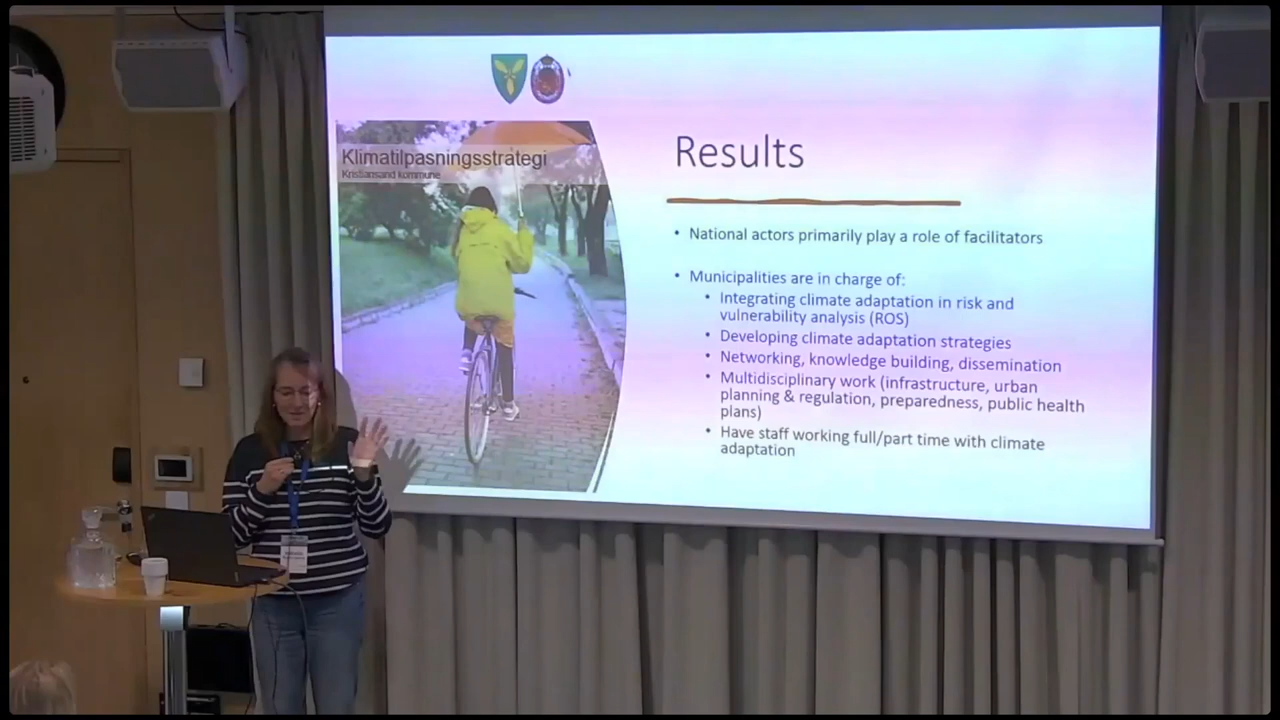 Klimatilpasningsstrategi
Kristiansand kommune
Results
• National actors primarily play a role of facilitators
• Municipalities are in charge of:
• Integrating climate adaptation in risk and
vulnerability analysis (ROS)
• Developing climate adaptation strategies
• Networking, knowledge building, dissemination
• Multidisciplinary work (infrastructure, urban
planning & regulation, preparedness, public health
plans)
• Have staff working full/part time with climate
adaptation